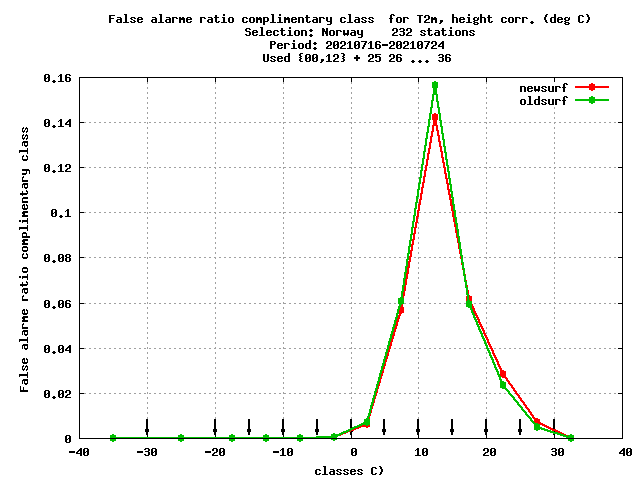 False alarme ratio complimentary class  for T2m, height corr. (deg C)
Selection: Norway    232 stations
Period: 20210716-20210724
Used {00,12} + 25 26 ... 36
newsurf
oldsurf
False alarme ratio complimentary class
0.16
0.14
0.12
0.1
0.08
0.06
0.04
0.02
0
-40 -30 -20 -10 0 10 20 30 40
classes C)